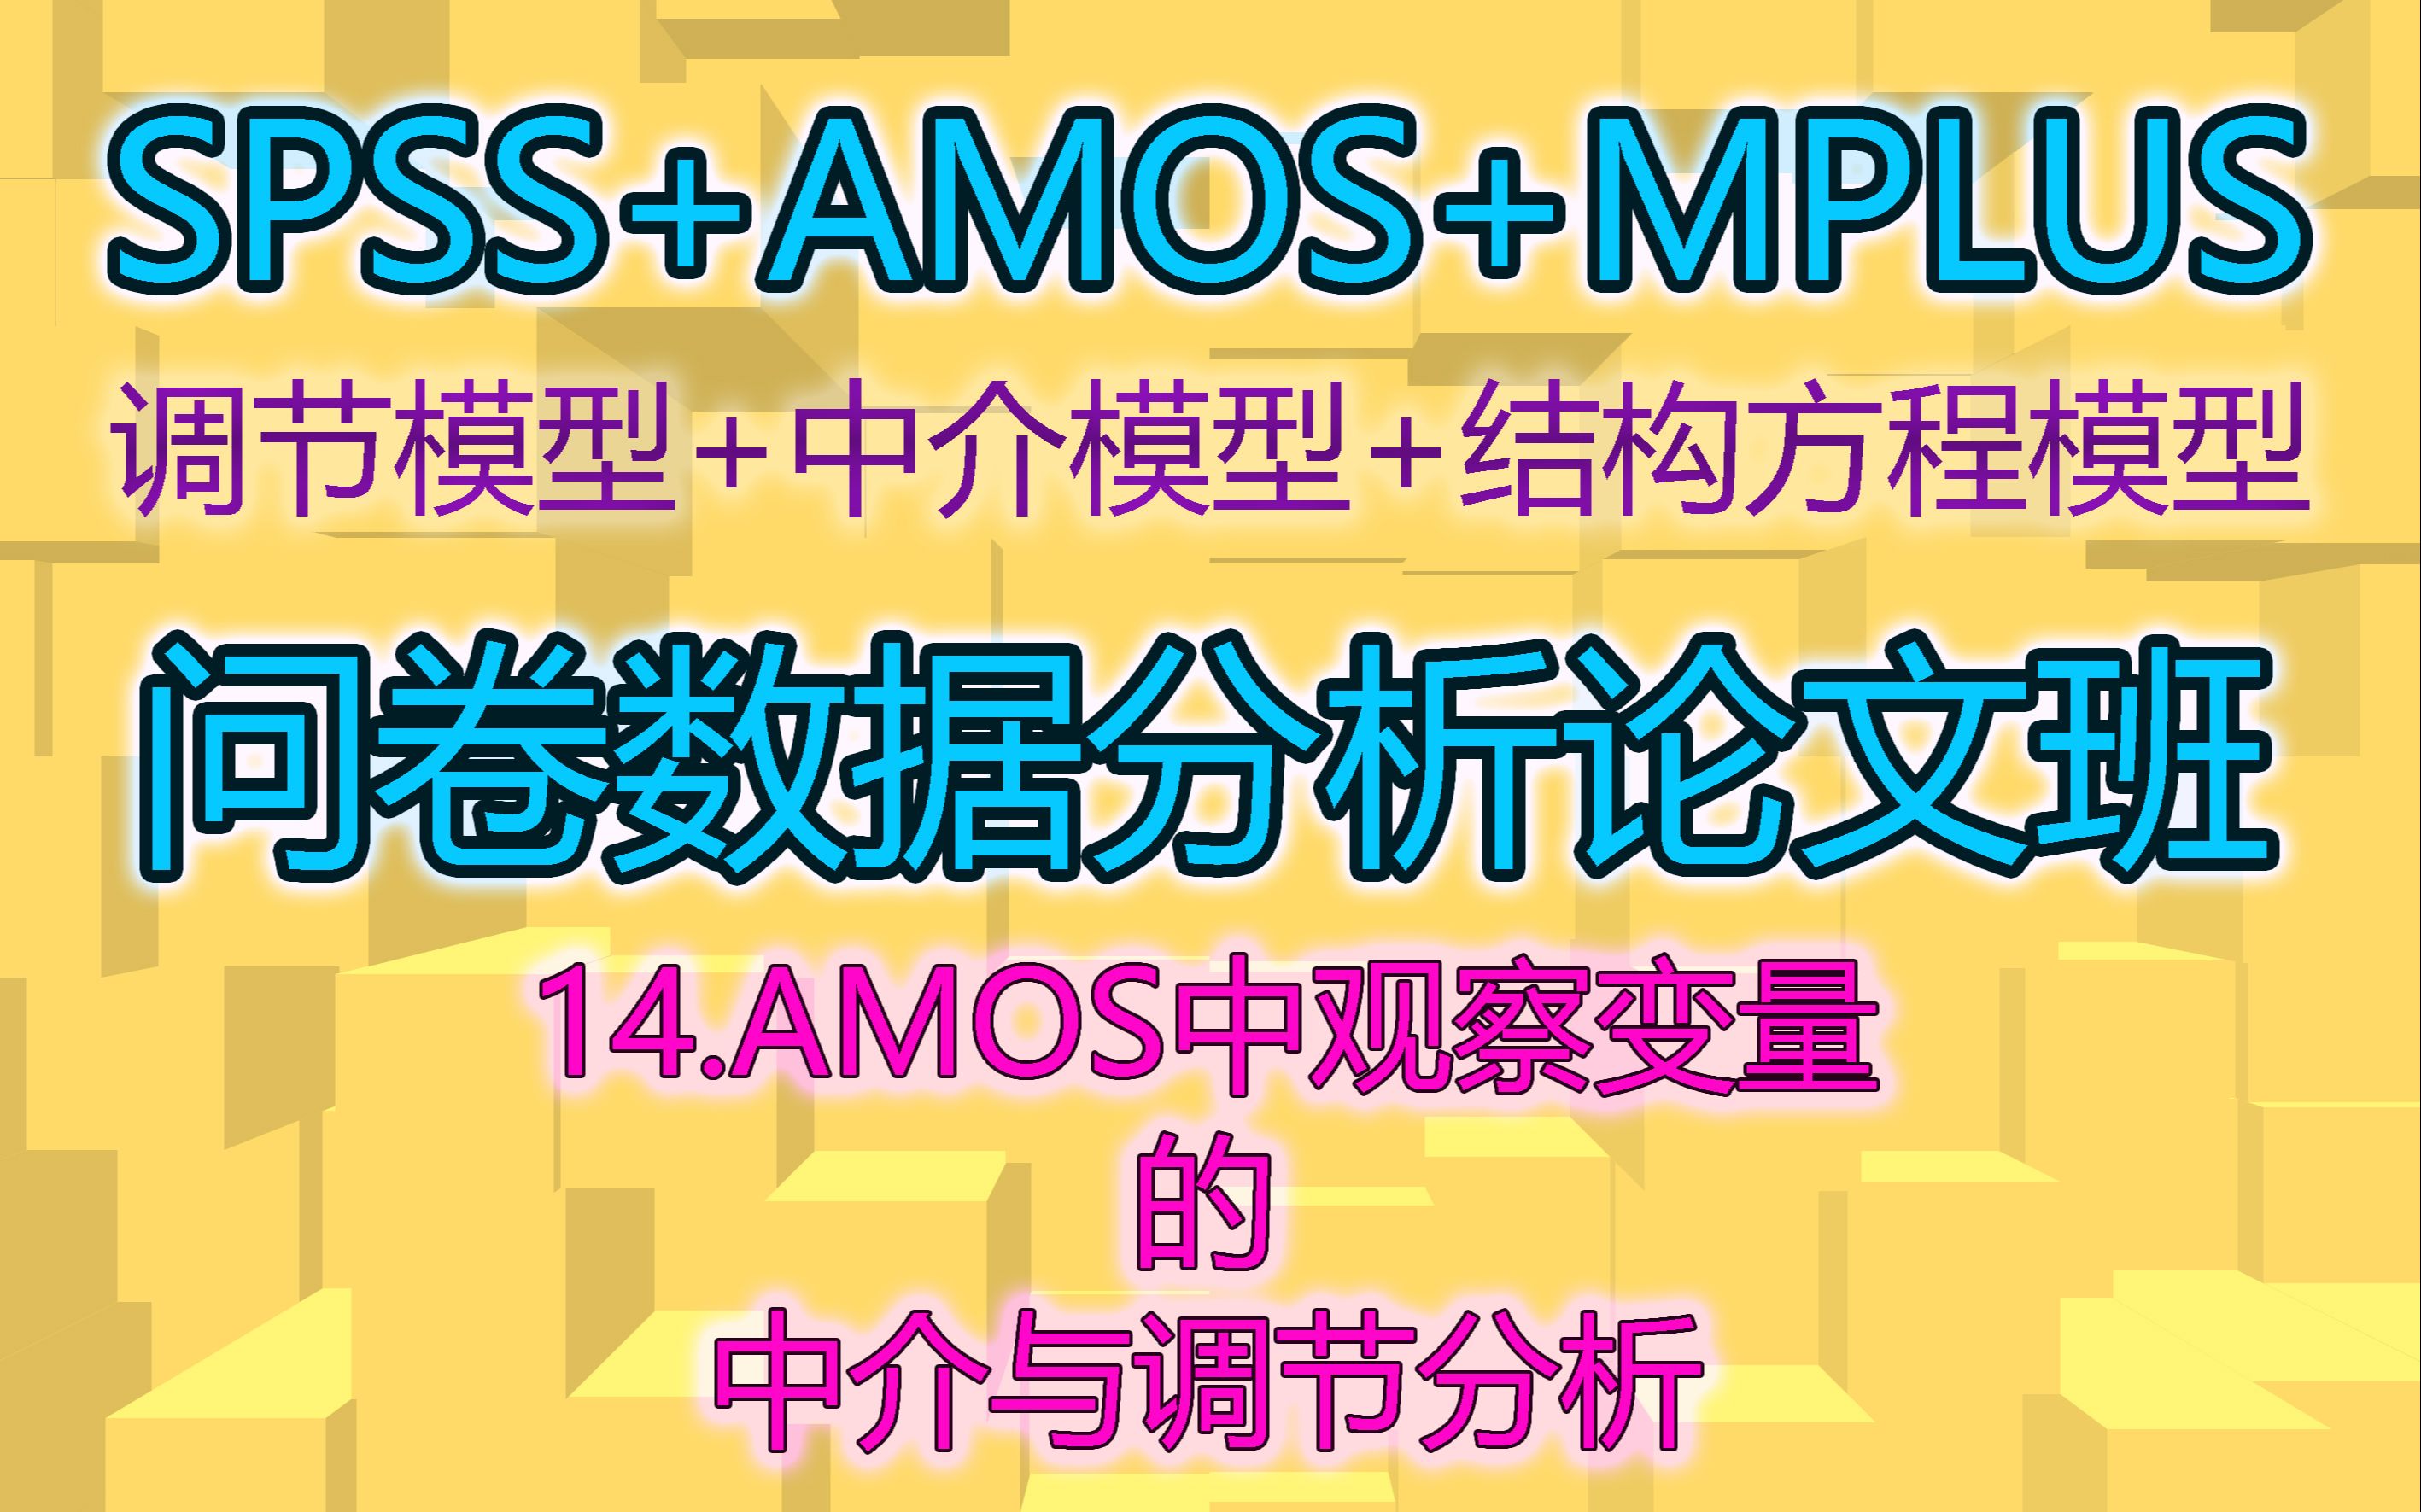 SPSS+AMOS+MPLUS
调节模型+中介模型+结构方程模型
问卷数据分析论文班
14.AMOS中观察变量
的
中介与调节分析